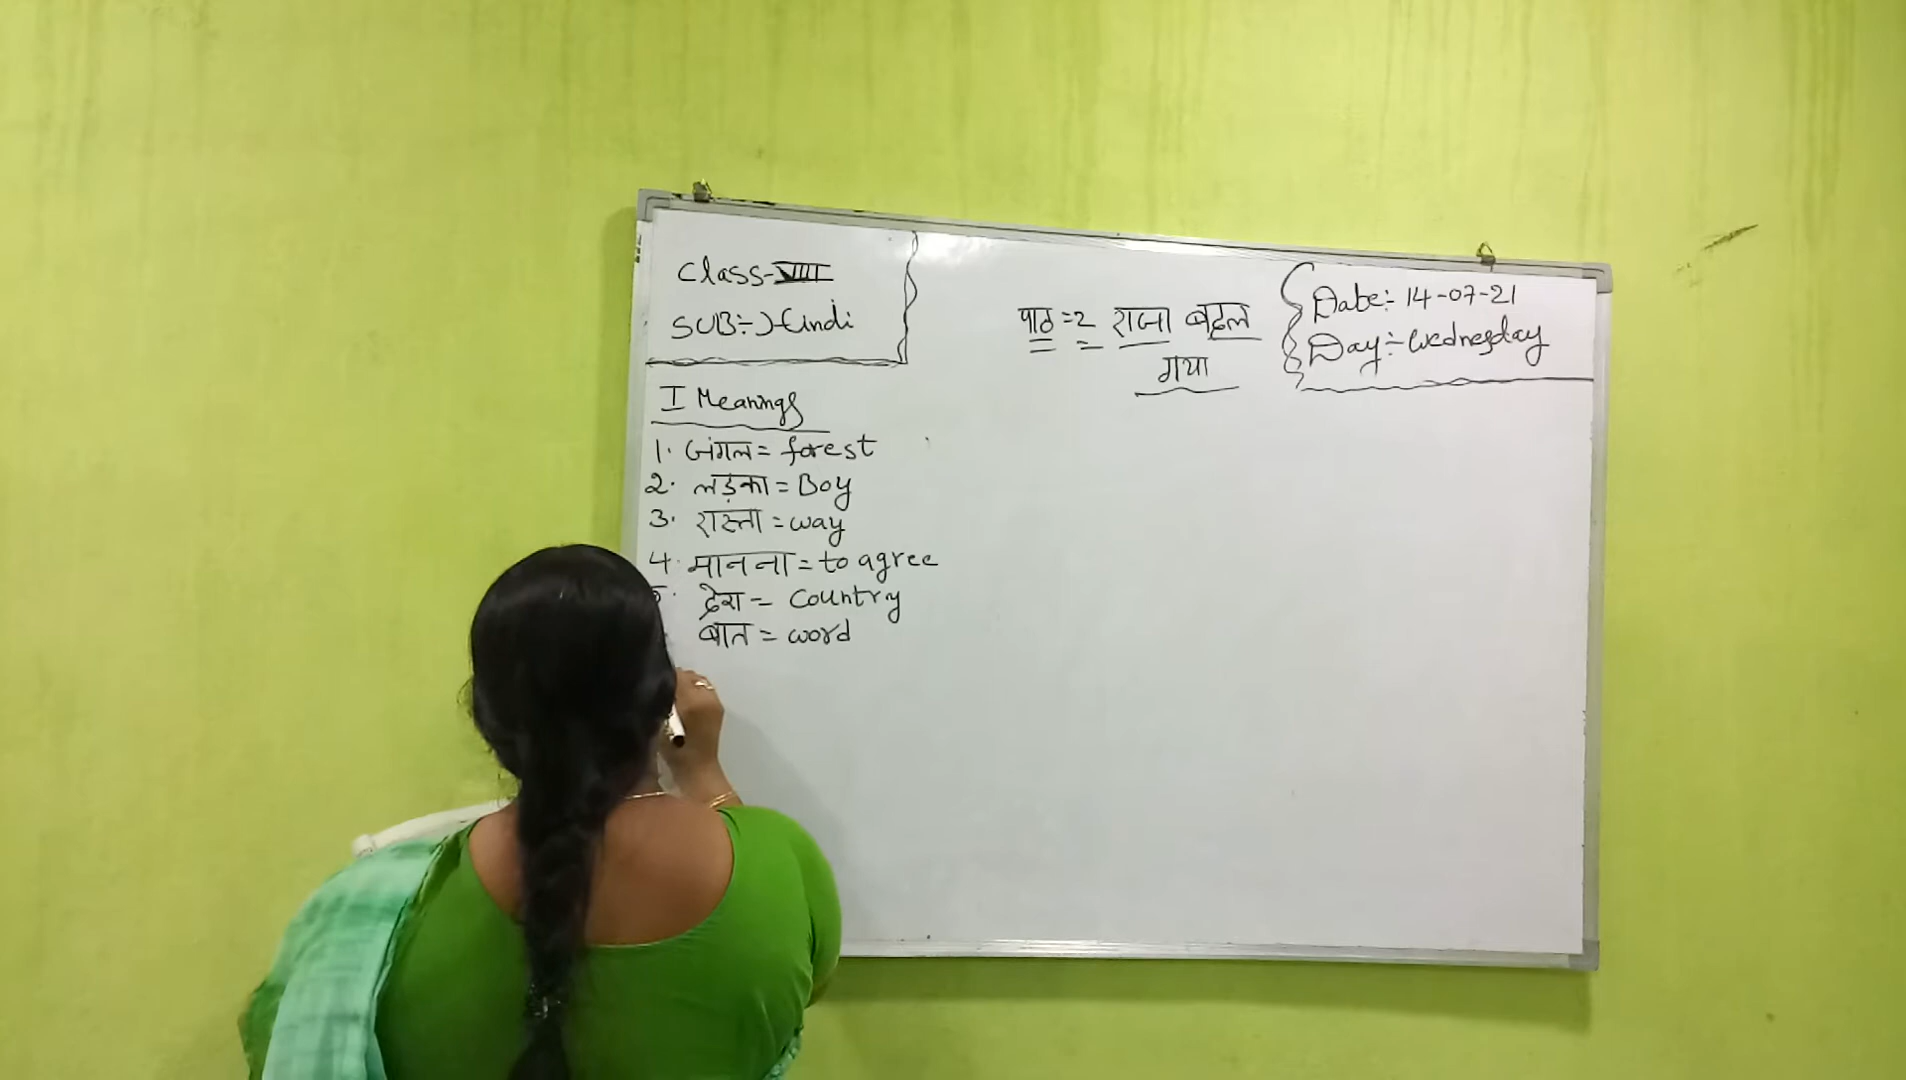 Class-VIII
SUB:- Hindi
पाठ=2 राजा बदल
गया
Date:- 14-07-21
Day:- Wednesday
I Meanings
1. जंगल = forest
2. लड़का = Boy
3. रास्ता = way
4. मानना = to agree
5. देश = Country
बात = word